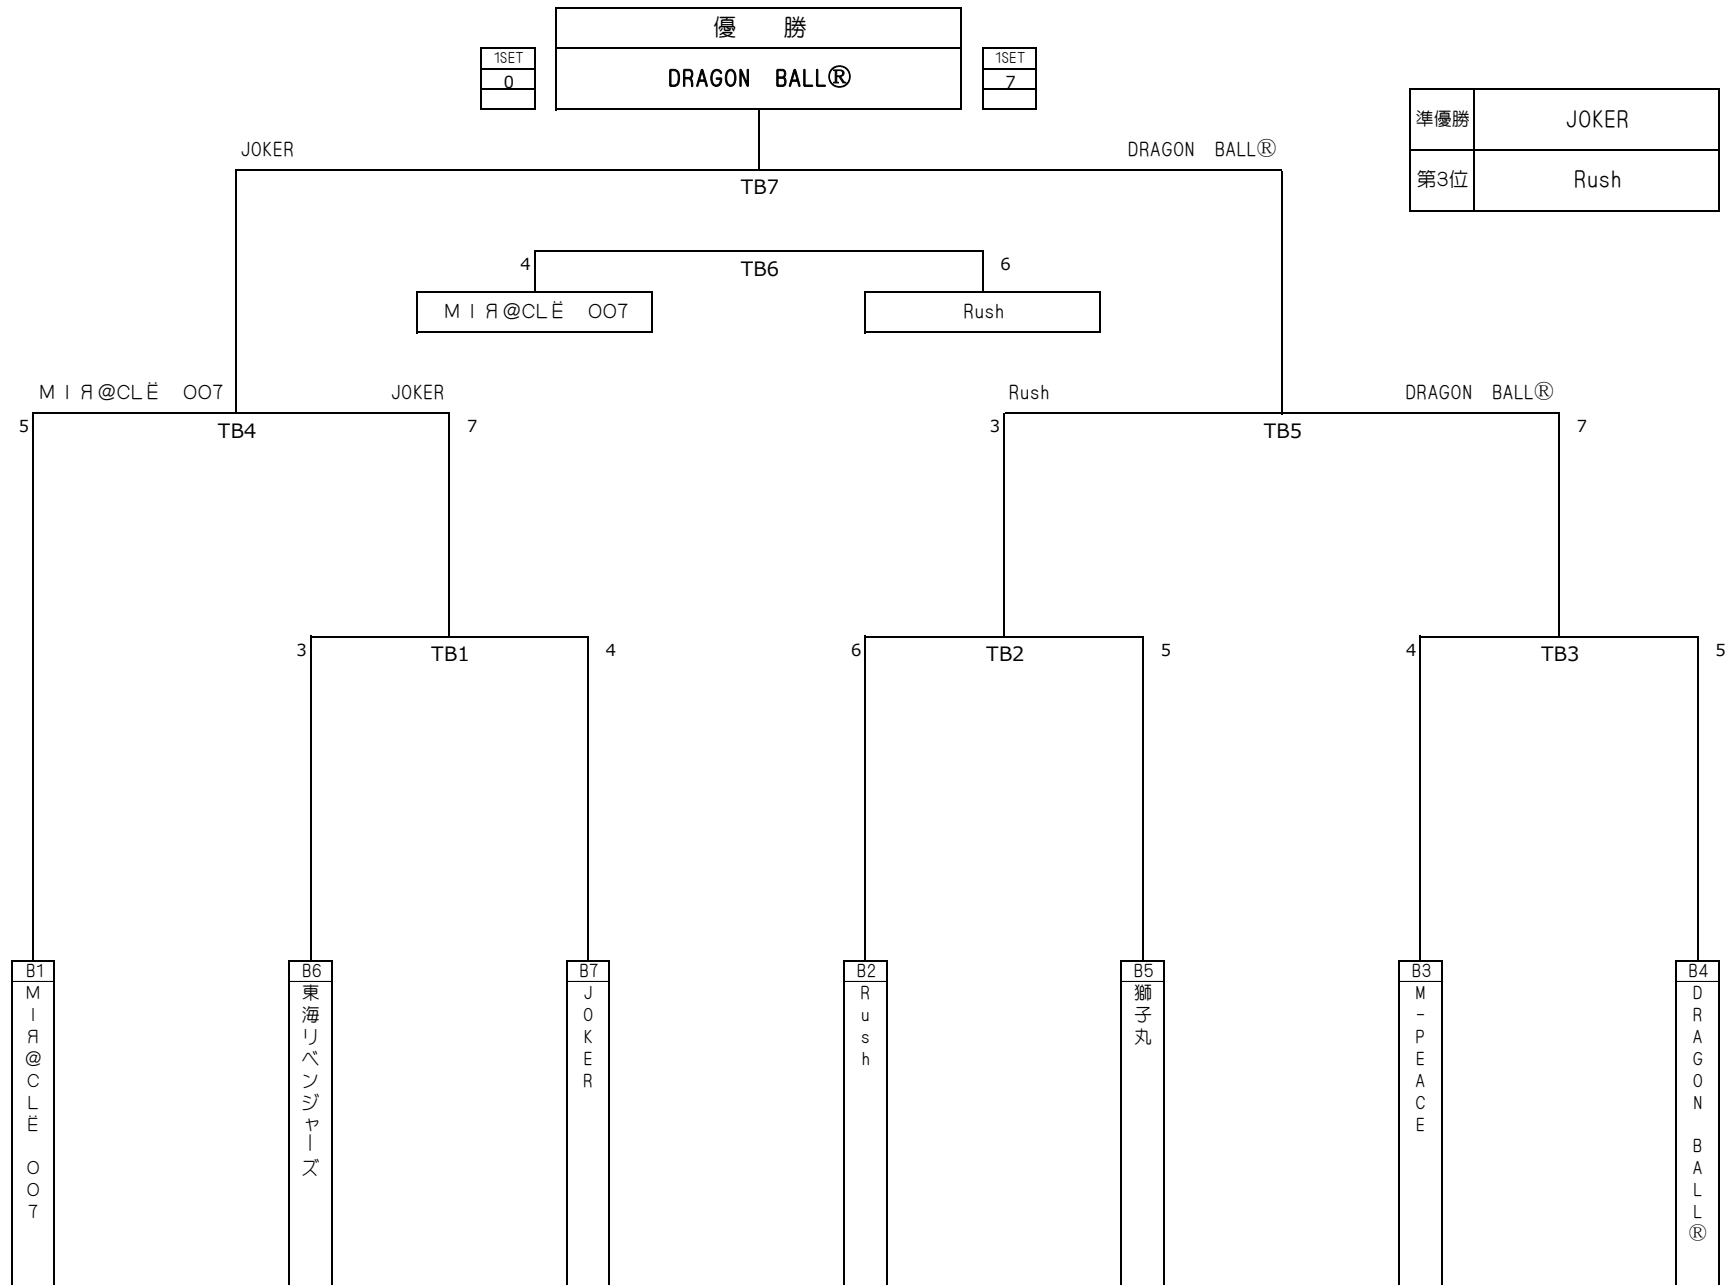 優　勝
1SET
0
DRAGON　BALL®
1SET
7
準優勝
JOKER
第3位
Rush
JOKER
DRAGON　BALL®
TB7
4
TB6
6
MIЯ@CLЁ　OO7
Rush
MIЯ@CLЁ　OO7
JOKER
Rush
DRAGON　BALL®
5
TB4
7
3
TB5
7
3
TB1
4
6
TB2
5
4
TB3
5
B1
MIЯ@CLЁ　OO7
B6
東海リベンジャーズ
B7
JOKER
B2
Rush
B5
獅子丸
B3
M-PEACE
B4
DRAGON　BALL®